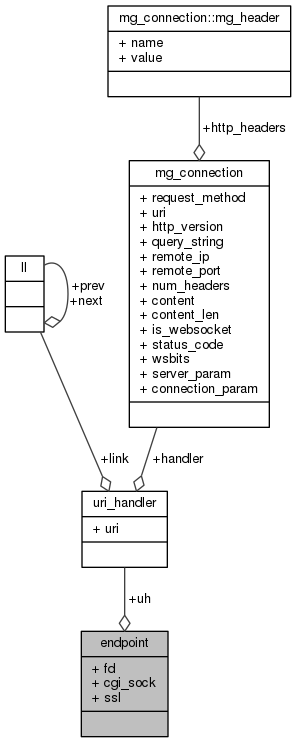 mg_connection::mg_header
+ name
+ value
+http_headers
mg_connection
+ request_method
+ uri
+ http_version
+ query_string
+ remote_ip
+ remote_port
+ num_headers
+ content
+ content_len
+ is_websocket
+ status_code
+ wsbits
+ server_param
+ connection_param
ll
+prev
+next
+link
+handler
uri_handler
+ uri
+uh
endpoint
+ fd
+ cgi_sock
+ ssl